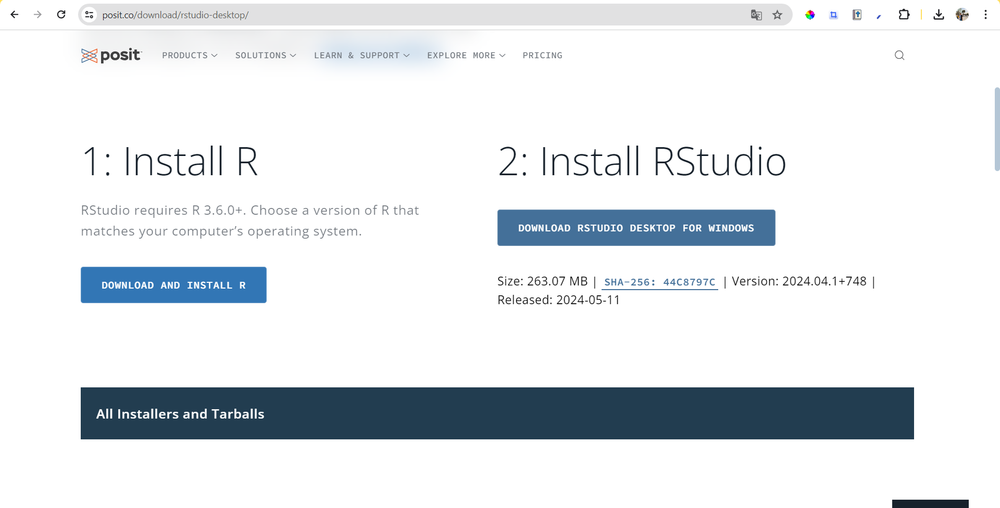 posit.co/download/rstudio-desktop/
posit™ PRODUCTS SOLUTIONS LEARN & SUPPORT EXPLORE MORE PRICING
1: Install R
RStudio requires R 3.6.0+. Choose a version of R that
matches your computer’s operating system.
DOWNLOAD AND INSTALL R
2: Install RStudio
DOWNLOAD RSTUDIO DESKTOP FOR WINDOWS
Size: 263.07 MB | SHA-256: 44C8797C | Version: 2024.04.1+748 |
Released: 2024-05-11
All Installers and Tarballs